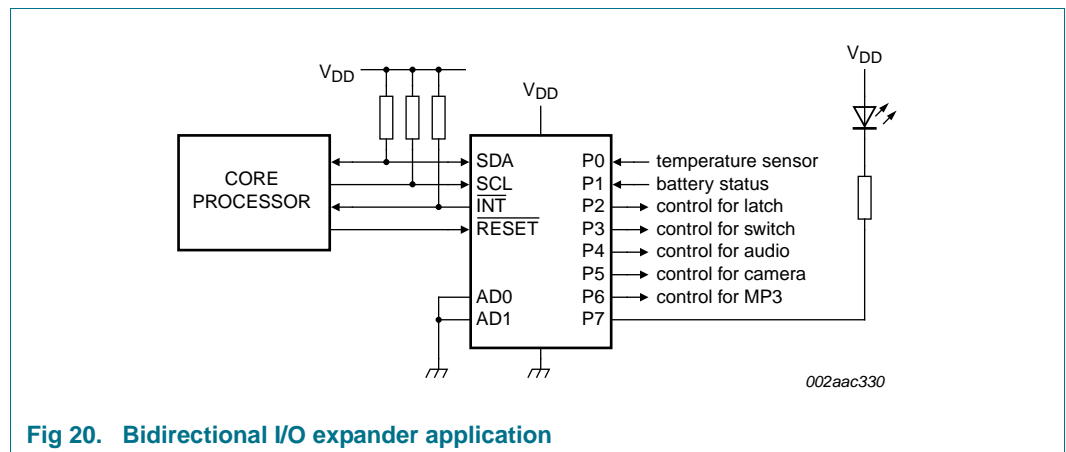 VDD
VDD
VDD
CORE
PROCESSOR
SDA
SCL
INT
RESET
AD0
AD1
P0
P1
P2
P3
P4
P5
P6
P7
temperature sensor
battery status
control for latch
control for switch
control for audio
control for camera
control for MP3
002aac330
Fig 20. Bidirectional I/O expander application